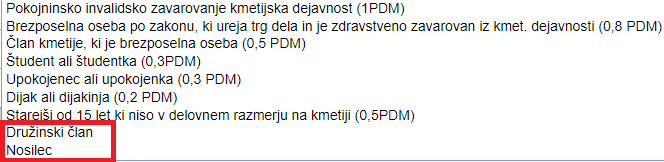 Pokojninsko invalidsko zavarovanje kmetijska dejavnost (1PDM)
Brezposelna oseba po zakonu, ki ureja trg dela in je zdravstveno zavarovan iz kmet. dejavnosti (0,8 PDM)
Član kmetije, ki je brezposelna oseba (0,5 PDM)
Študent ali študentka (0,3PDM)
Upokojenec ali upokojenka (0,3 PDM)
Dijak ali dijakinja (0,2 PDM)
Starejši od 15 let ki niso v delovnem razmerju na kmetiji (0,5PDM)
Družinski član
Nosilec